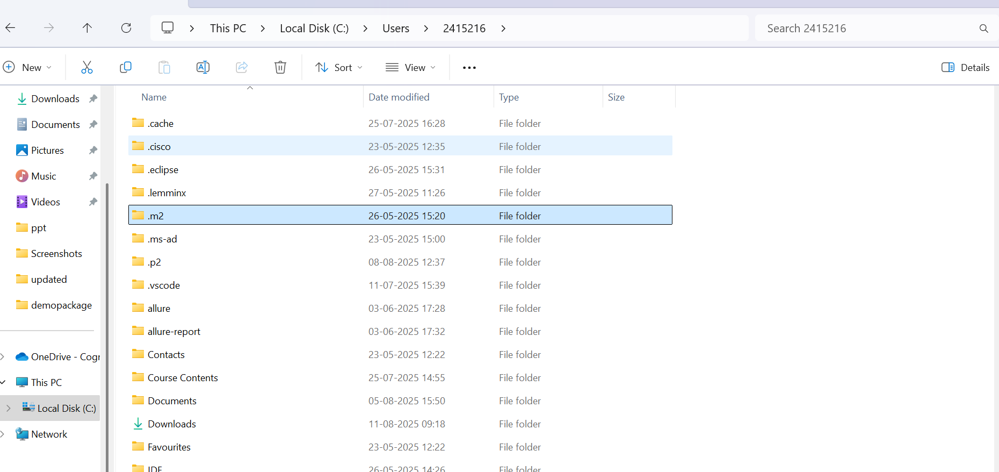 This PC > Local Disk (C:) > Users > 2415216 >
Search 2415216
New
Sort
View
Details
Downloads
Documents
Pictures
Music
Videos
ppt
Screenshots
updated
demopackage
OneDrive - Cogn
This PC
Local Disk (C:)
Network
Name Date modified Type Size
.cache 25-07-2025 16:28 File folder
.cisco 23-05-2025 12:35 File folder
.eclipse 26-05-2025 15:31 File folder
.lemminx 27-05-2025 11:26 File folder
.m2 26-05-2025 15:20 File folder
.ms-ad 23-05-2025 15:00 File folder
.p2 08-08-2025 12:37 File folder
.vscode 11-07-2025 15:39 File folder
allure 03-06-2025 17:28 File folder
allure-report 03-06-2025 17:32 File folder
Contacts 23-05-2025 12:22 File folder
Course Contents 25-07-2025 14:55 File folder
Documents 05-08-2025 15:50 File folder
Downloads 11-08-2025 09:18 File folder
Favourites 23-05-2025 12:22 File folder
26-05-2025 14:26 File folder